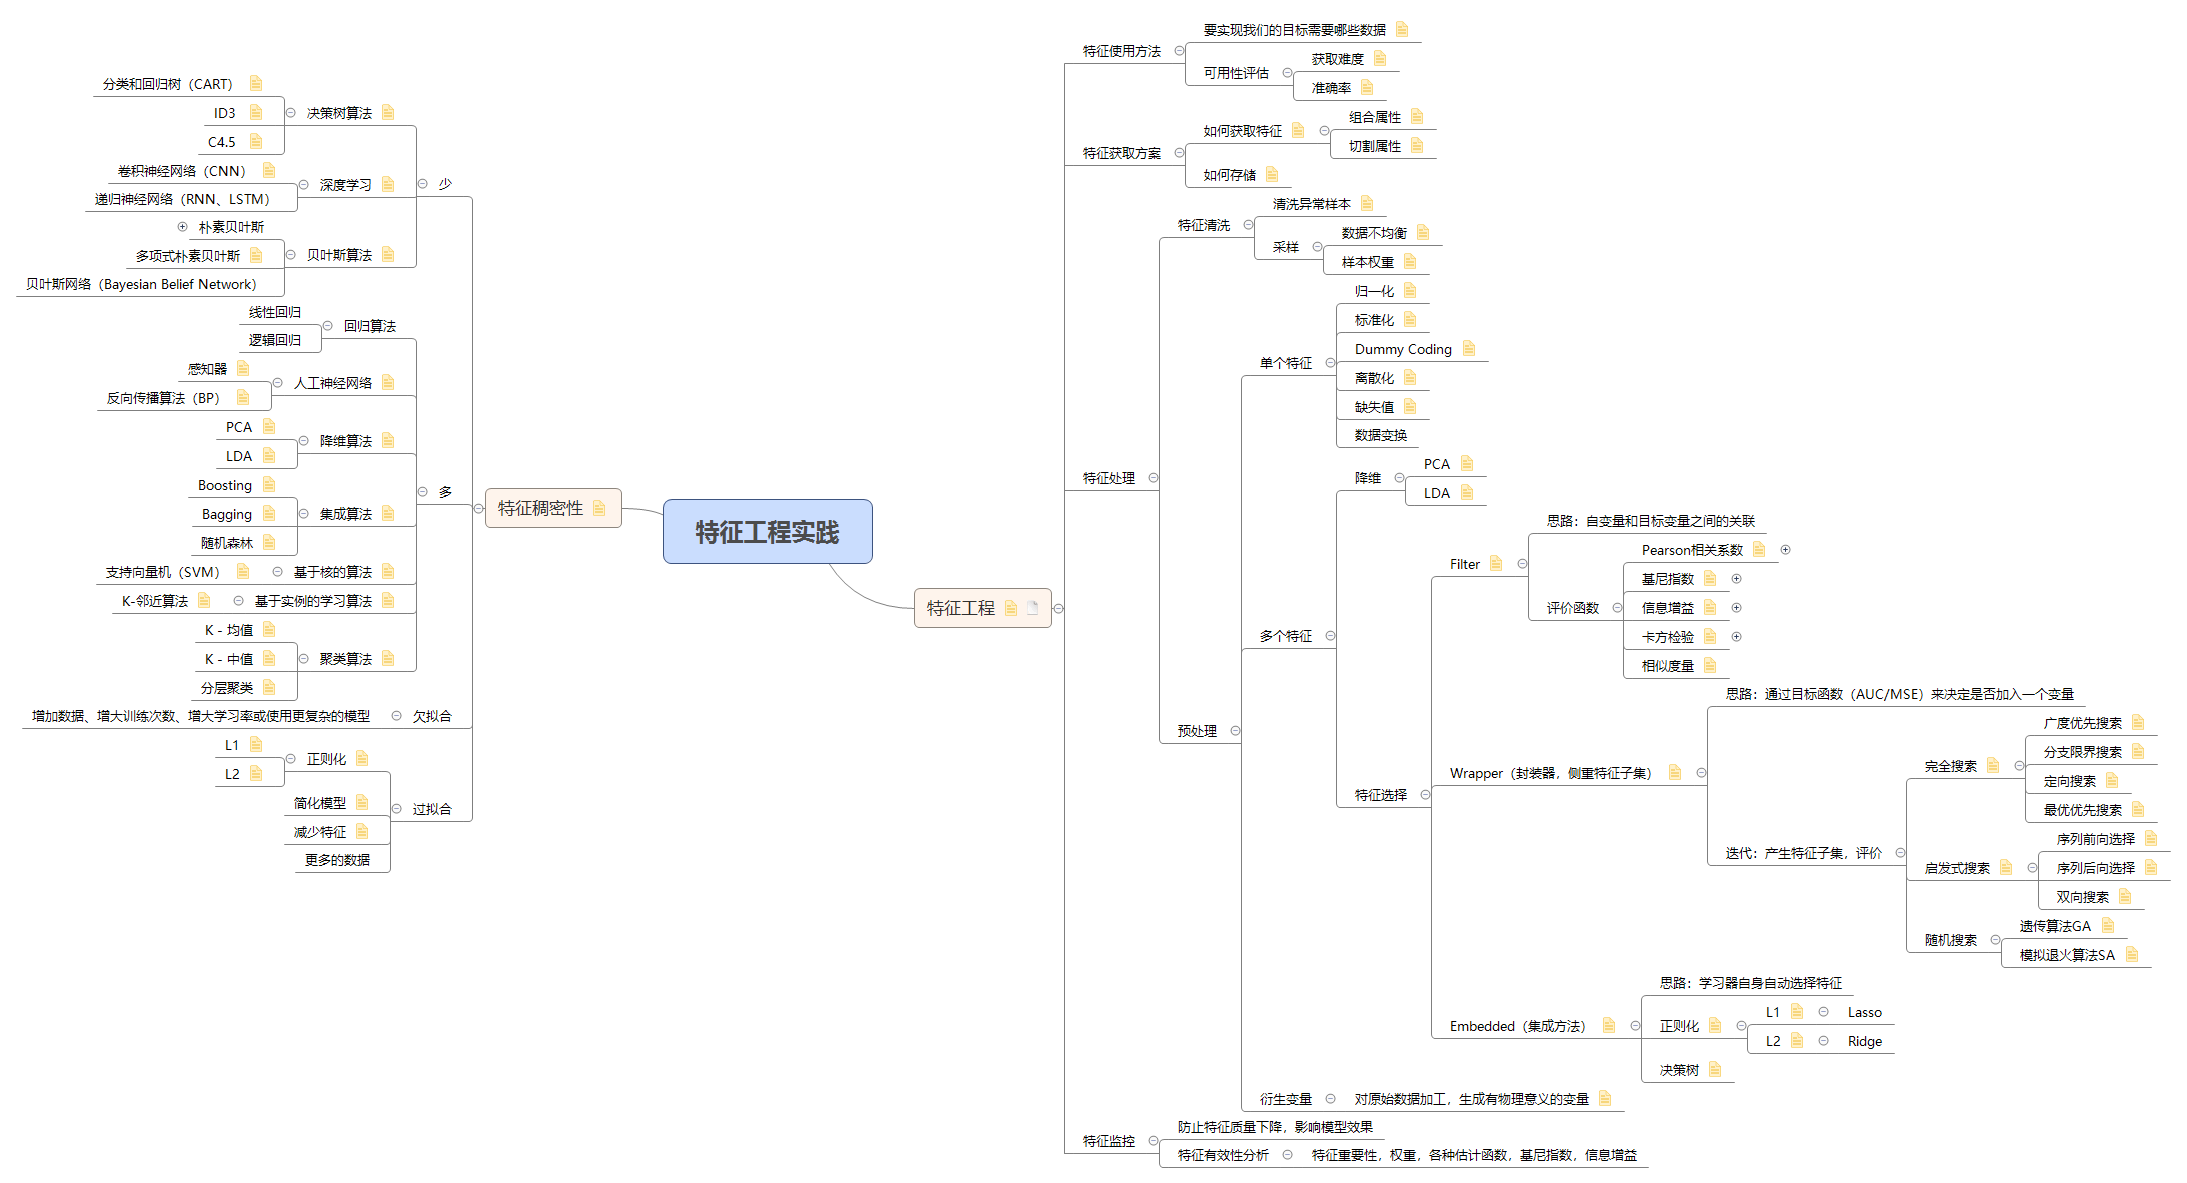 特征工程实践
特征稠密性
少
决策树算法
分类和回归树（CART）
ID3
C4.5
深度学习
卷积神经网络（CNN）
递归神经网络（RNN、LSTM）
贝叶斯算法
朴素贝叶斯
多项式朴素贝叶斯
贝叶斯网络（Bayesian Belief Network）
多
回归算法
线性回归
逻辑回归
人工神经网络
感知器
反向传播算法（BP）
降维算法
PCA
LDA
集成算法
Boosting
Bagging
随机森林
基于核的算法
支持向量机（SVM）
基于实例的学习算法
K-邻近算法
聚类算法
K - 均值
K - 中值
分层聚类
欠拟合
增加数据、增大训练次数、增大学习率或使用更复杂的模型
过拟合
正则化
L1
L2
简化模型
减少特征
更多的数据
特征工程
特征使用方法
要实现我们的目标需要哪些数据
可用性评估
获取难度
准确率
特征获取方案
如何获取特征
组合属性
切割属性
如何存储
特征处理
特征清洗
清洗异常样本
采样
数据不均衡
样本权重
预处理
单个特征
归一化
标准化
Dummy Coding
离散化
缺失值
数据变换
多个特征
降维
PCA
LDA
特征选择
Filter
思路：自变量和目标变量之间的关联
评价函数
Pearson相关系数
基尼指数
信息增益
卡方检验
相似度量
Wrapper（封装器，侧重特征子集）
思路：通过目标函数（AUC/MSE）来决定是否加入一个变量
迭代：产生特征子集，评价
完全搜索
广度优先搜索
分支限界搜索
定向搜索
最优优先搜索
启发式搜索
序列前向选择
序列后向选择
双向搜索
随机搜索
遗传算法GA
模拟退火算法SA
Embedded（集成方法）
思路：学习器自身自动选择特征
正则化
L1
Lasso
L2
Ridge
决策树
衍生变量
对原始数据加工，生成有物理意义的变量
特征监控
防止特征质量下降，影响模型效果
特征有效性分析
特征重要性，权重，各种估计函数，基尼指数，信息增益